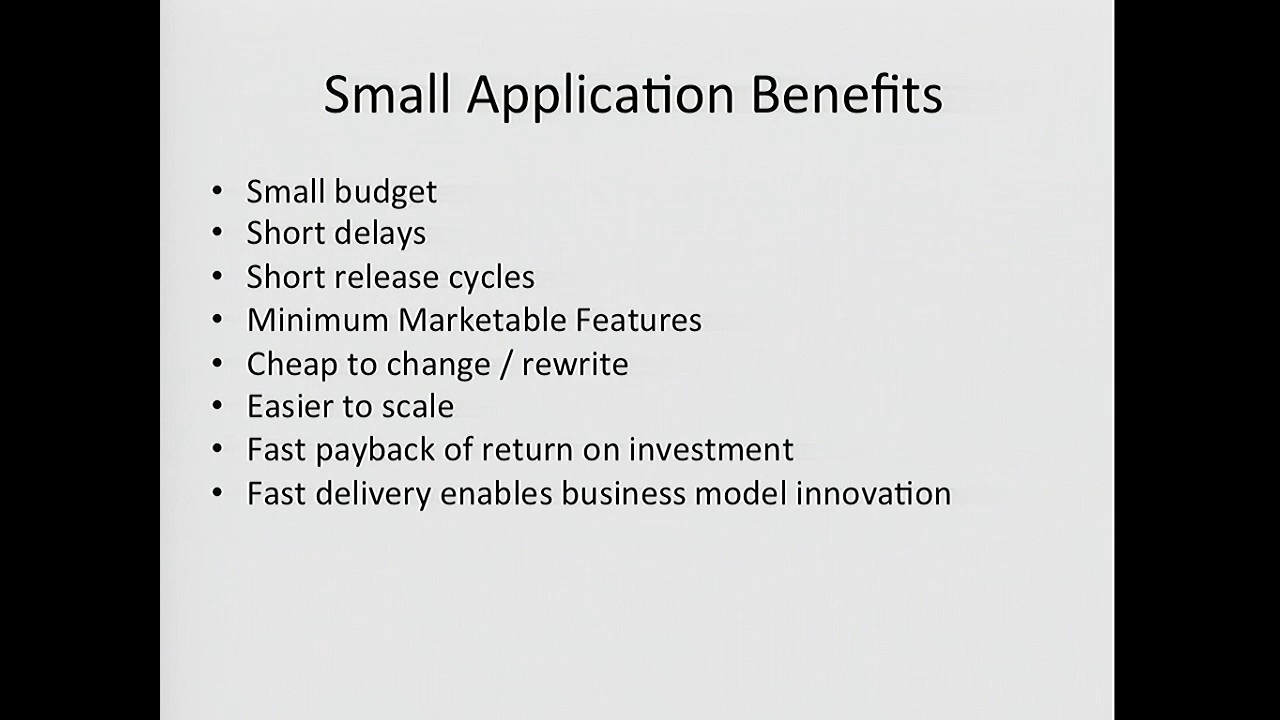 Small Application Benefits
• Small budget
• Short delays
• Short release cycles
• Minimum Marketable Features
• Cheap to change / rewrite
• Easier to scale
• Fast payback of return on investment
• Fast delivery enables business model innovation